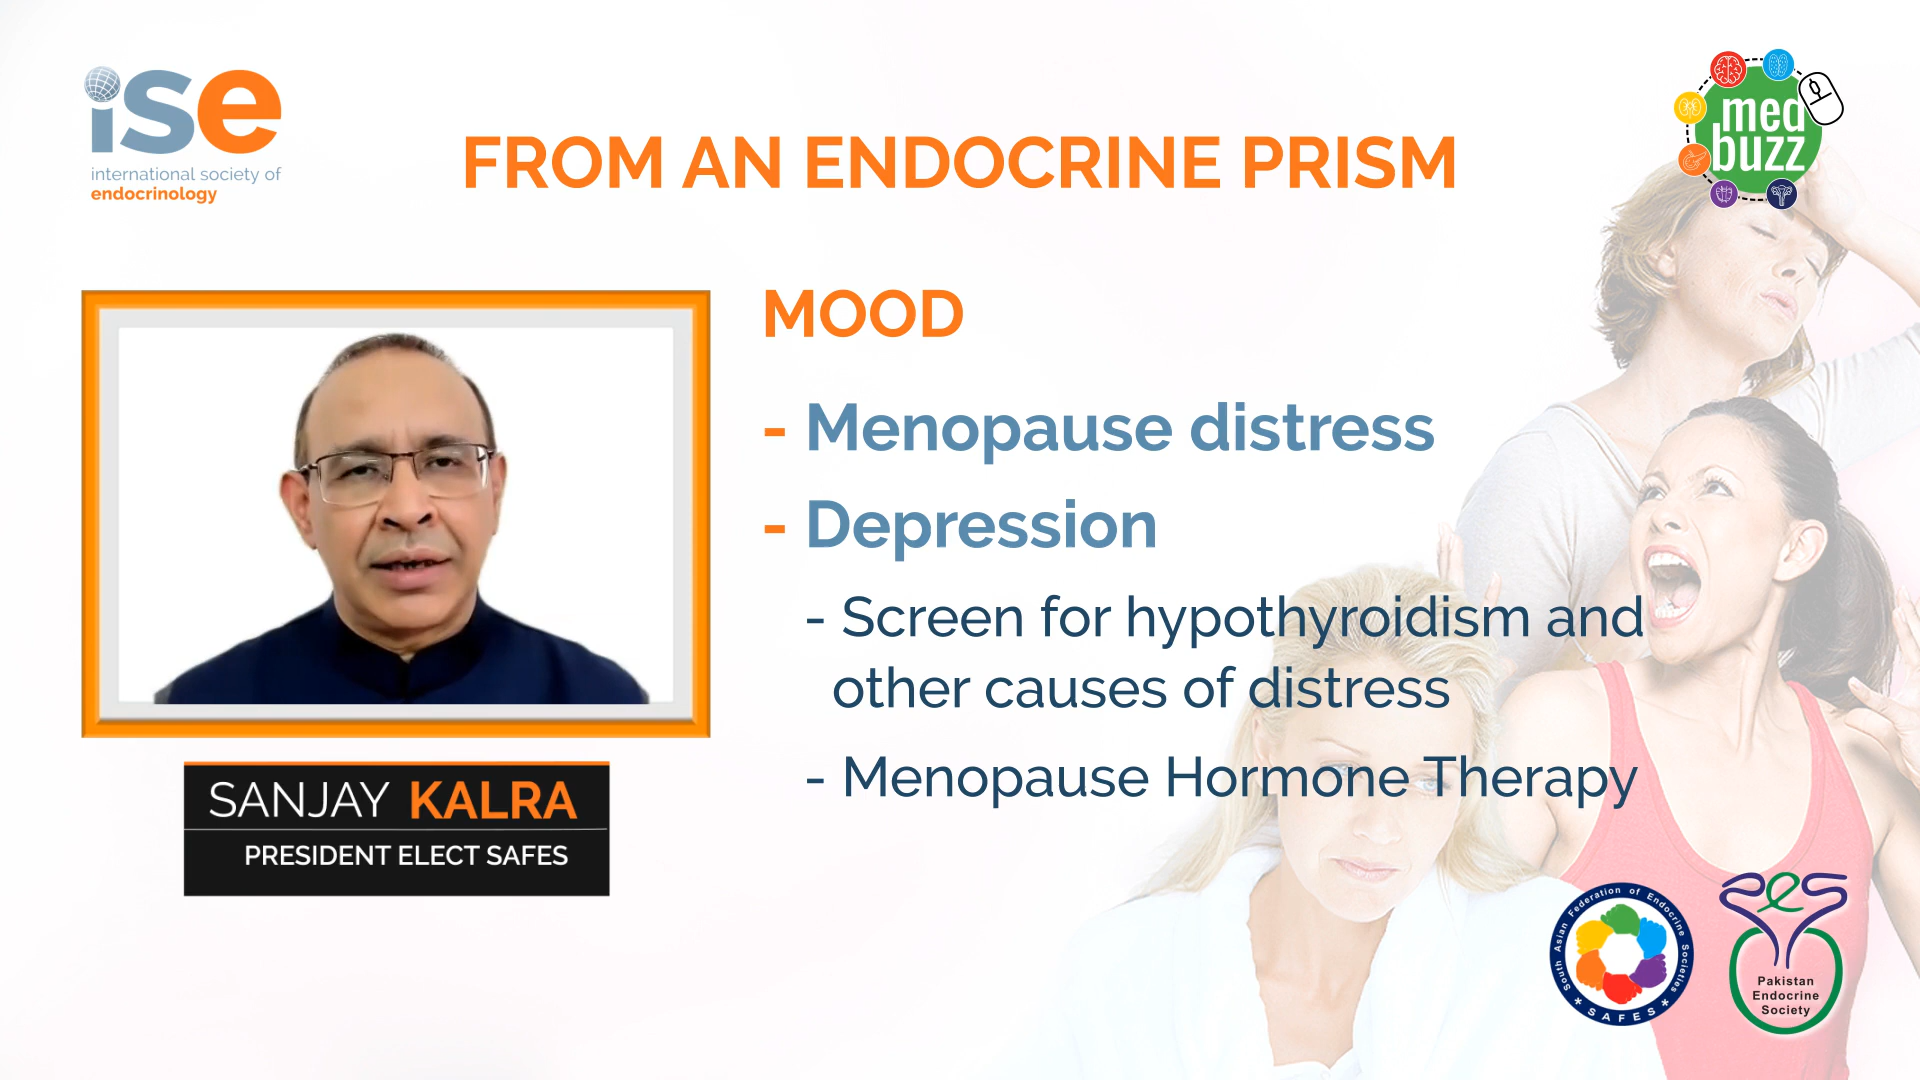 ise
international society of
endocrinology
FROM AN ENDOCRINE PRISM
med
buzz
MOOD
- Menopause distress
- Depression
- Screen for hypothyroidism and
other causes of distress
- Menopause Hormone Therapy
SANJAY KALRA
PRESIDENT ELECT SAFES
South Asian Federation of Endocrine Societies
* SAFES *
PES
Pakistan
Endocrine
Society